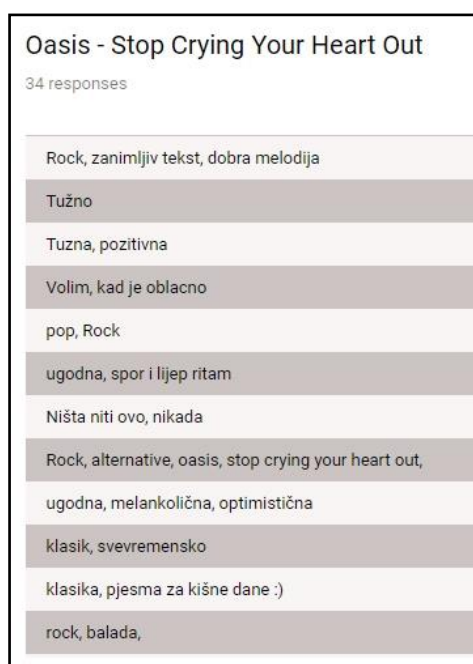 Oasis - Stop Crying Your Heart Out
34 responses
Rock, zanimljiv tekst, dobra melodija
Tužno
Tuzna, pozitivna
Volim, kad je oblacno
pop, Rock
ugodna, spor i lijep ritam
Ništa niti ovo, nikada
Rock, alternative, oasis, stop crying your heart out,
ugodna, melankolična, optimistična
klasik, svevremensko
klasika, pjesma za kišne dane :)
rock, balada,